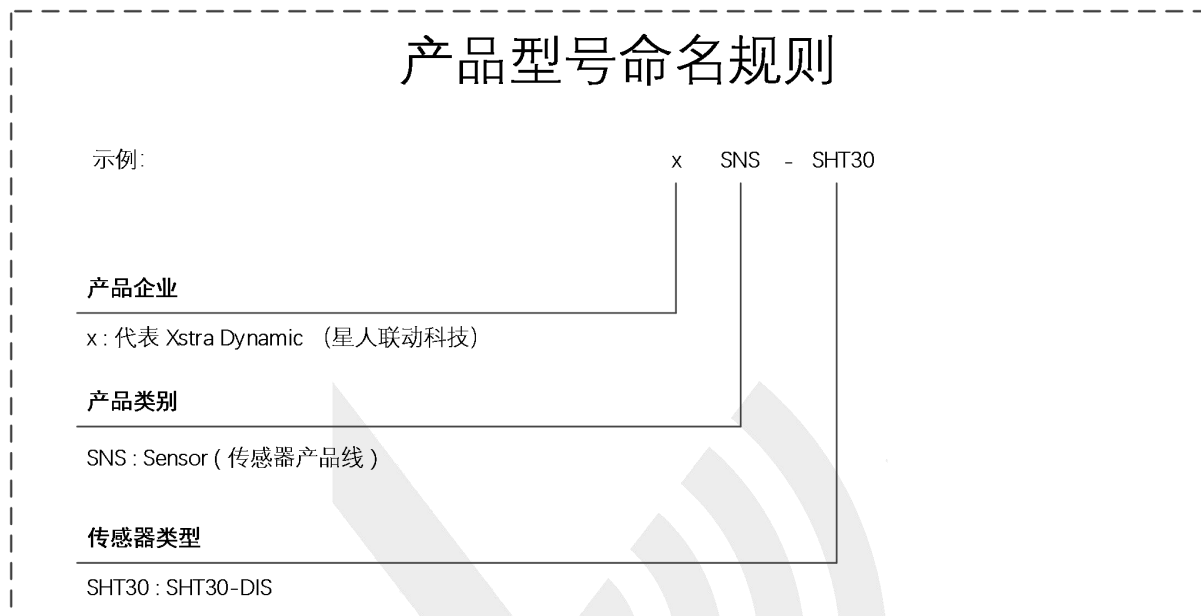 产品型号命名规则
示例: x SNS - SHT30
产品企业
x : 代表 Xstra Dynamic （星人联动科技）
产品类别
SNS : Sensor ( 传感器产品线 )
传感器类型
SHT30 : SHT30-DIS